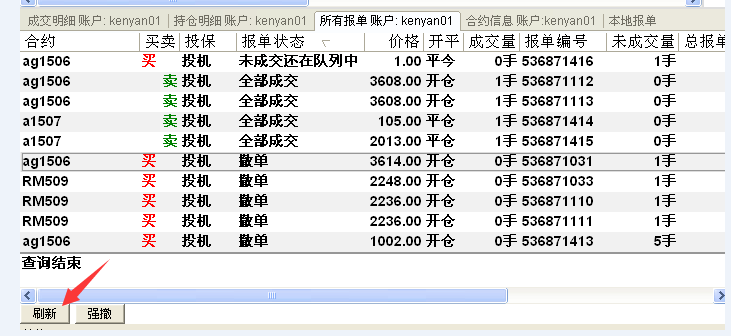 成交明细 账户: kenyan01 持仓明细 账户: kenyan01 所有报单 账户: kenyan01 合约信息 账户:kenyan01 本地报单
合约 买卖 投保 报单状态 价格 开平 成交量 报单编号 未成交量 总报单
ag1506 买 投机 未成交还在队列中 1.00 平今 0手 536871416 1手
ag1506 卖 投机 全部成交 3608.00 开仓 1手 536871112 0手
ag1506 卖 投机 全部成交 3608.00 开仓 1手 536871113 0手
a1507 卖 投机 全部成交 105.00 平仓 1手 536871414 0手
a1507 卖 投机 全部成交 2013.00 平仓 1手 536871415 0手
ag1506 买 投机 撤单 3614.00 开仓 0手 536871031 1手
RM509 买 投机 撤单 2248.00 开仓 0手 536871033 1手
RM509 买 投机 撤单 2236.00 开仓 0手 536871110 1手
RM509 买 投机 撤单 2236.00 开仓 0手 536871111 1手
ag1506 买 投机 撤单 1002.00 开仓 0手 536871413 5手
查询结束
刷新 强撤